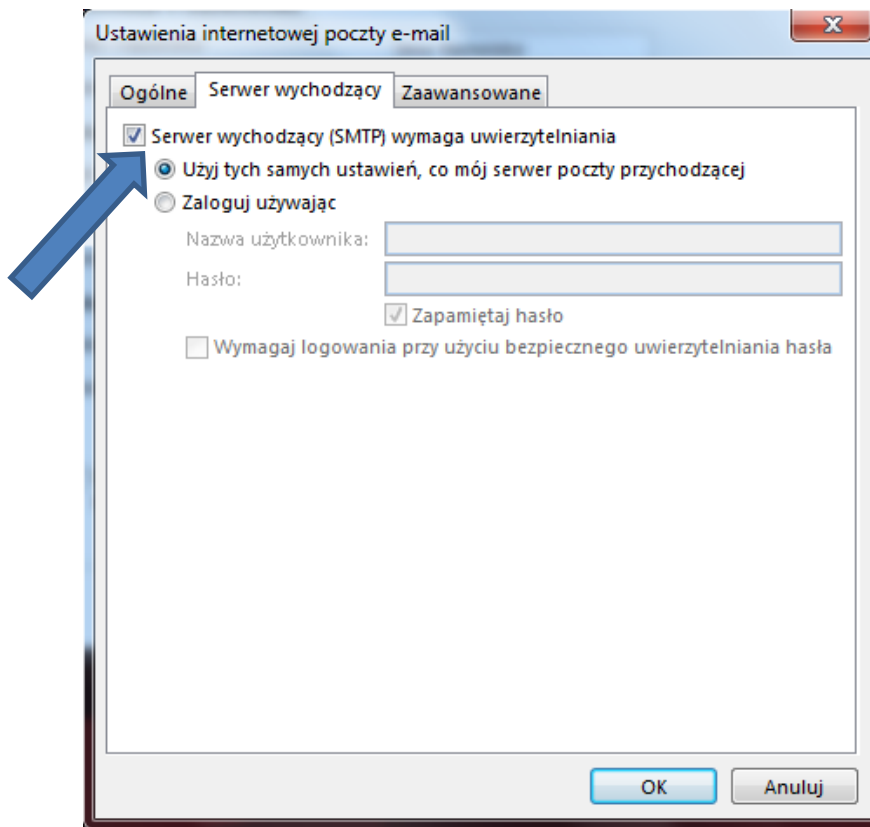 Ustawienia internetowej poczty e-mail
Ogólne Serwer wychodzący Zaawansowane
Serwer wychodzący (SMTP) wymaga uwierzytelniania
Użyj tych samych ustawień, co mój serwer poczty przychodzącej
Zaloguj używając
Nazwa użytkownika:
Hasło:
Zapamiętaj hasło
Wymagaj logowania przy użyciu bezpiecznego uwierzytelniania hasła
OK Anuluj